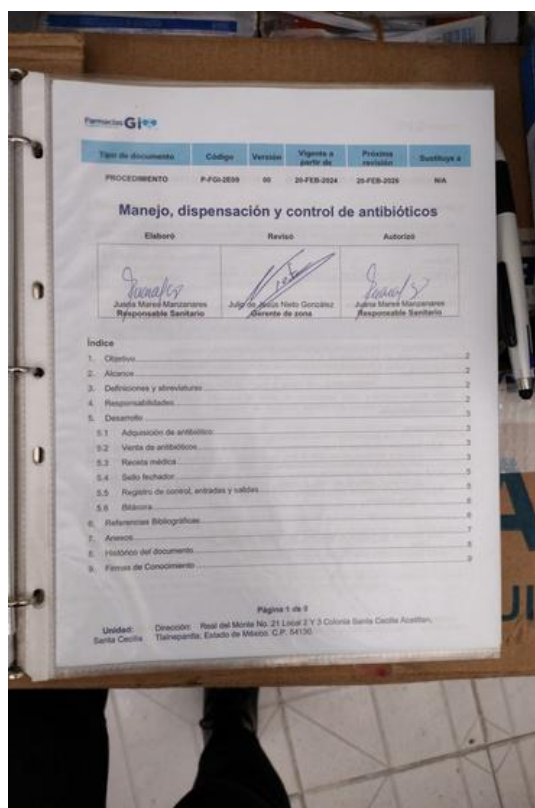 Farmacias Gi
Tipo de documento Código Versión Vigente a partir de Próxima revisión Sustituye a
PROCEDIMIENTO P-FGI-2E09 00 20-FEB-2024 20-FEB-2026 N/A
Manejo, dispensación y control de antibióticos
Elaboró Revisó Autorizó
Juana Mares Manzanares Julio de Jesús Nieto González Juana Mares Manzanares
Responsable Sanitario Gerente de zona Responsable Sanitario
Índice
1. Objetivo 2
2. Alcance 2
3. Definiciones y abreviaturas 2
4. Responsabilidades 2
5. Desarrollo 3
5.1 Adquisición de antibiótico 3
5.2 Venta de antibióticos 3
5.3 Receta médica 3
5.4 Sello fechador 5
5.5 Registro de control, entradas y salidas 5
5.6 Bitácora 6
6. Referencias Bibliográficas 6
7. Anexos 7
8. Histórico del documento 8
9. Firmas de Conocimiento 9
Página 1 de 9
Unidad: Santa Cecilia Dirección: Real del Monte No. 21 Local 2 Y 3 Colonia Santa Cecilia Acatitlan,
Tlalnepantla, Estado de México. C.P. 54130.